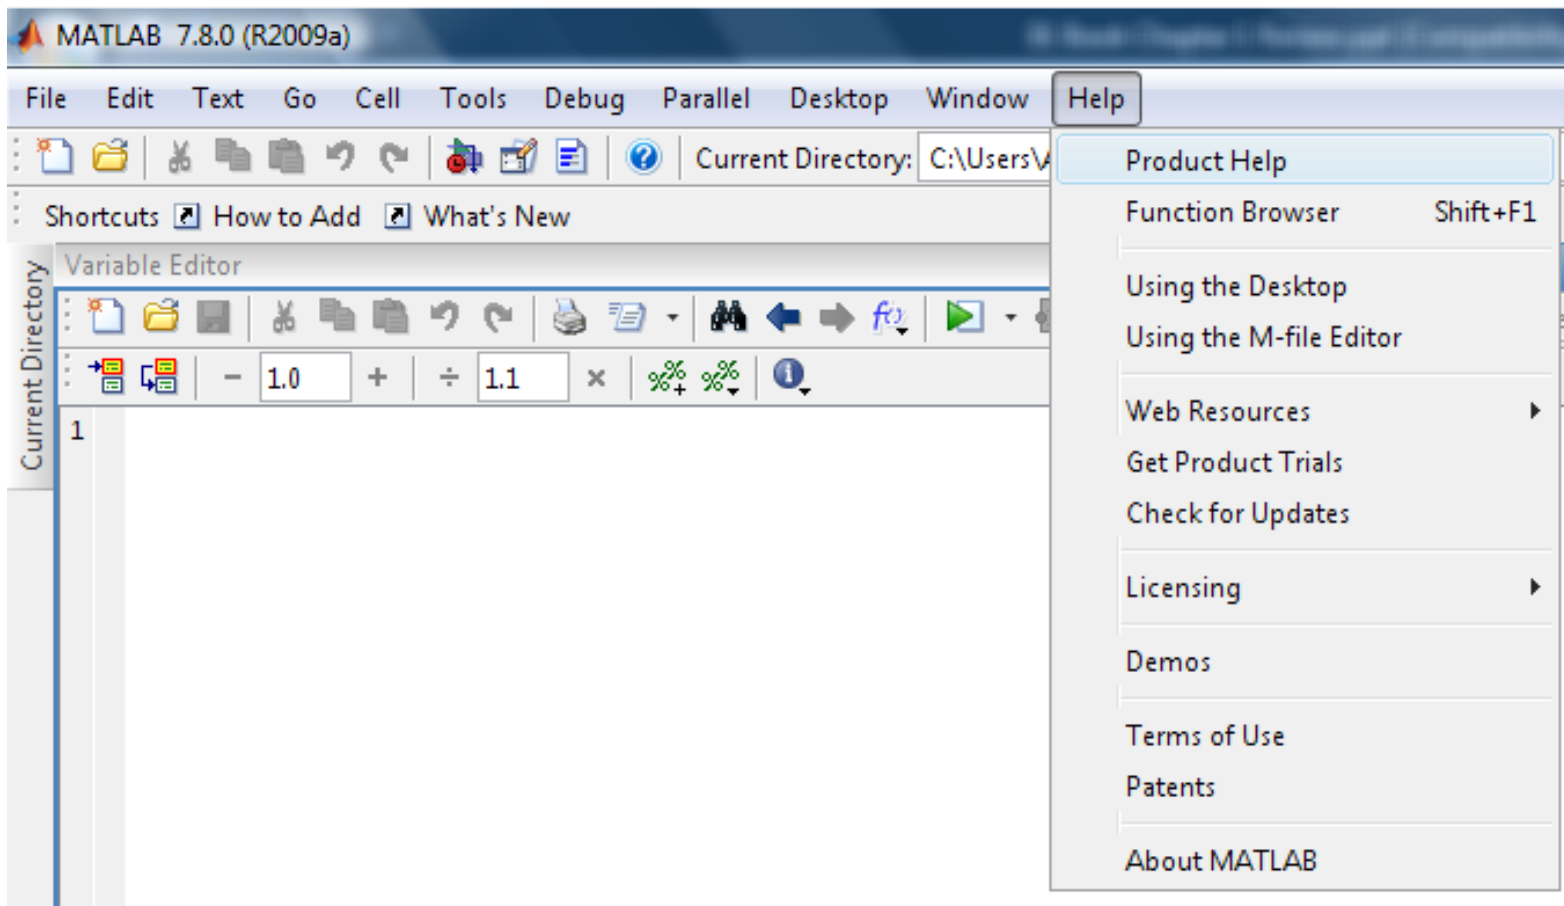 MATLAB 7.8.0 (R2009a)
File Edit Text Go Cell Tools Debug Parallel Desktop Window Help
Current Directory: C:\Users\
Shortcuts How to Add What's New
Current Directory
Variable Editor
- 1.0 + ÷ 1.1 ×
1
Product Help
Function Browser Shift+F1
Using the Desktop
Using the M-file Editor
Web Resources
Get Product Trials
Check for Updates
Licensing
Demos
Terms of Use
Patents
About MATLAB